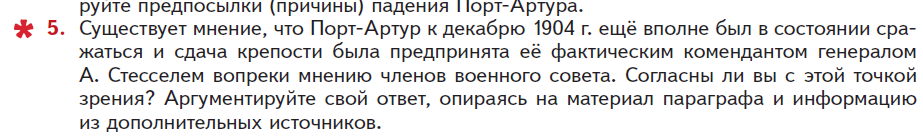 руйте предпосылки (причины) падения Порт-Артура.
* 5. Существует мнение, что Порт-Артур к декабрю 1904 г. ещё вполне был в состоянии сра-
жаться и сдача крепости была предпринята её фактическим комендантом генералом
А. Стесселем вопреки мнению членов военного совета. Согласны ли вы с этой точкой
зрения? Аргументируйте свой ответ, опираясь на материал параграфа и информацию
из дополнительных источников.